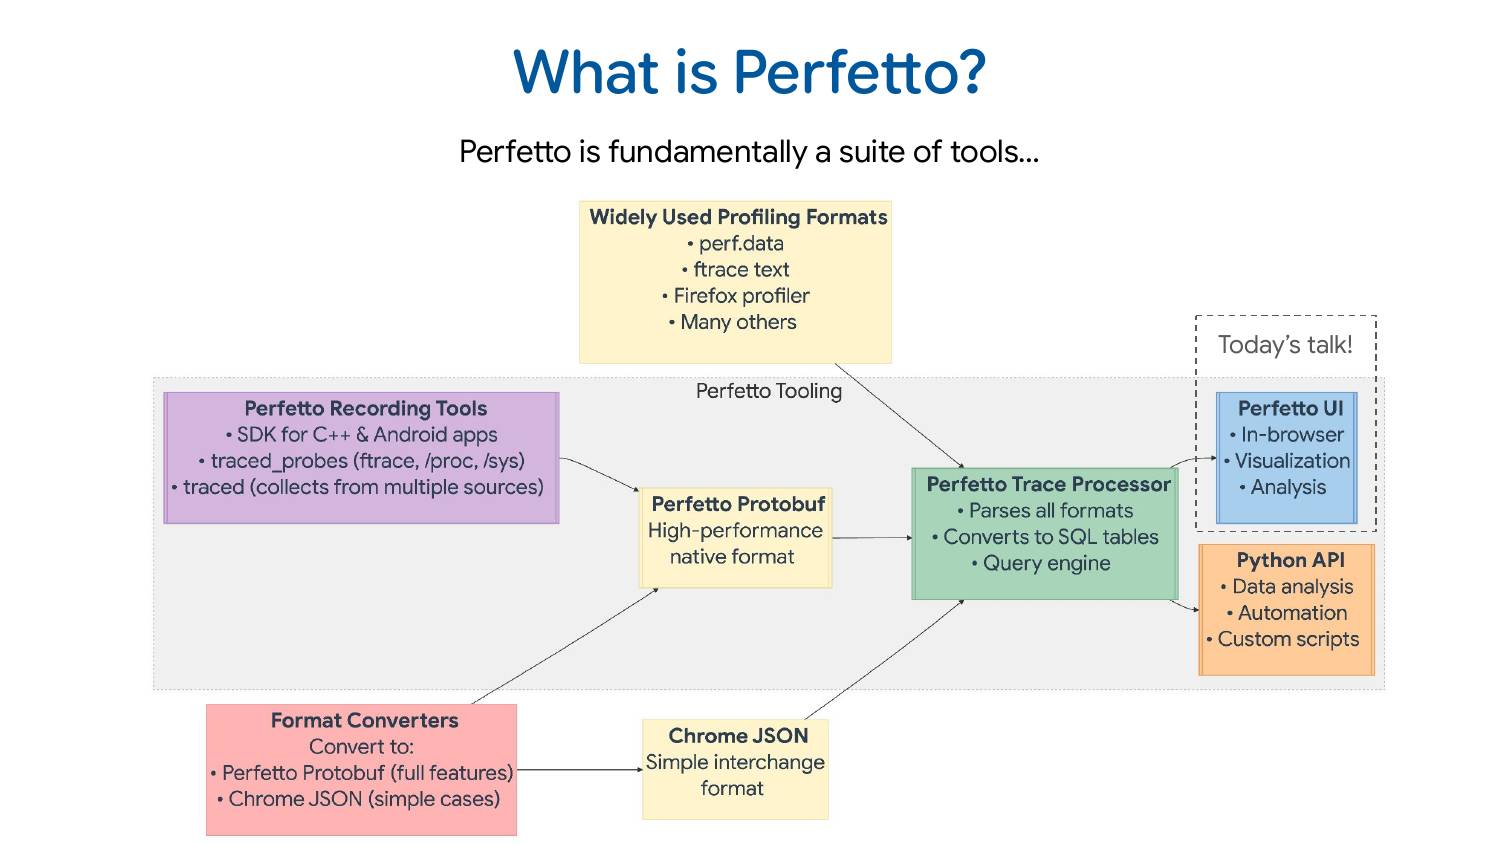 What is Perfetto?
Perfetto is fundamentally a suite of tools...
Widely Used Profiling Formats
• perf.data
• ftrace text
• Firefox profiler
• Many others
Today's talk!
Perfetto Tooling
Perfetto Recording Tools
• SDK for C++ & Android apps
• traced_probes (ftrace, /proc, /sys)
• traced (collects from multiple sources)
Perfetto Protobuf
High-performance
native format
Perfetto Trace Processor
• Parses all formats
• Converts to SQL tables
• Query engine
Perfetto UI
• In-browser
• Visualization
• Analysis
Python API
• Data analysis
• Automation
• Custom scripts
Format Converters
Convert to:
• Perfetto Protobuf (full features)
• Chrome JSON (simple cases)
Chrome JSON
Simple interchange
format